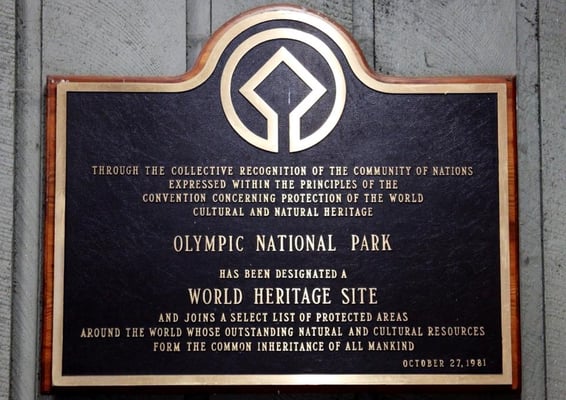 THROUGH THE COLLECTIVE RECOGNITION OF THE COMMUNITY OF NATIONS
EXPRESSED WITHIN THE PRINCIPLES OF THE
CONVENTION CONCERNING PROTECTION OF THE WORLD
CULTURAL AND NATURAL HERITAGE
OLYMPIC NATIONAL PARK
HAS BEEN DESIGNATED A
WORLD HERITAGE SITE
AND JOINS A SELECT LIST OF PROTECTED AREAS
AROUND THE WORLD WHOSE OUTSTANDING NATURAL AND CULTURAL RESOURCES
FORM THE COMMON INHERITANCE OF ALL MANKIND
OCTOBER 27, 1981